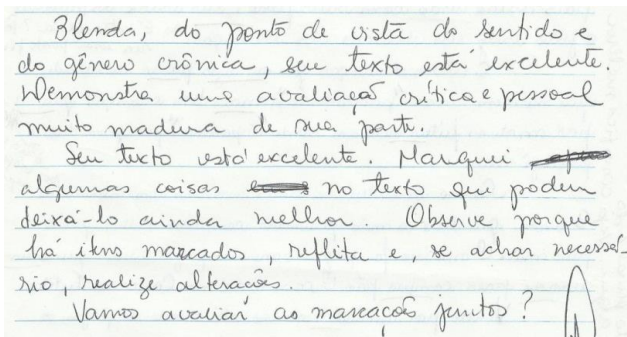 Blenda, do ponto de vista do sentido e
do gênero crônica, seu texto está excelente.
Demonstra uma avaliação crítica e pessoal
muito madura de sua parte.
Seu texto está excelente. Marquei
algumas coisas no texto que podem
deixá-lo ainda melhor. Observe porque
há itens marcados, reflita e, se achar necessá-
rio, realize alterações.
Vamos avaliar as marcações juntos?